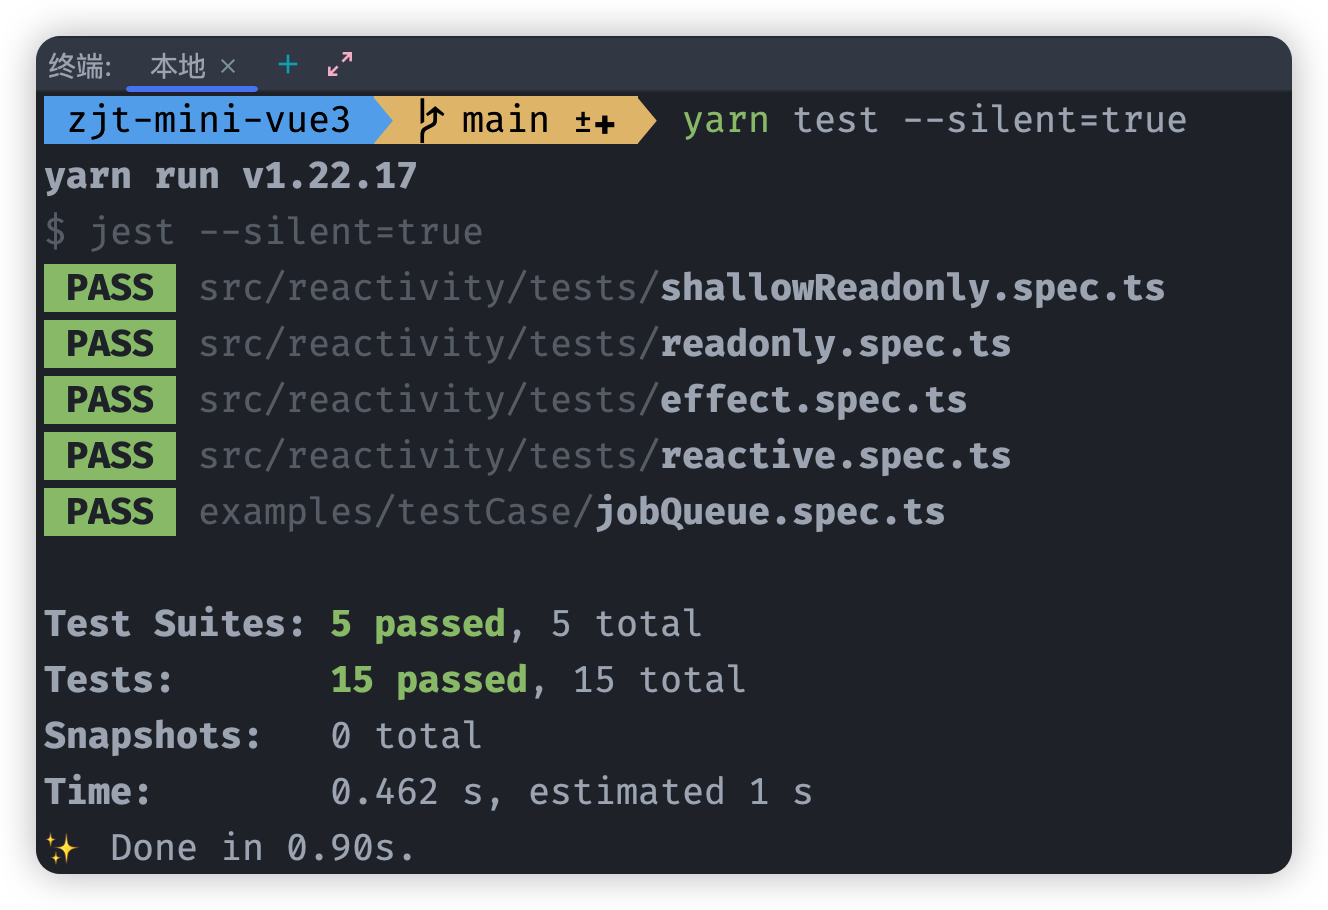 终端: 本地 × +
zjt-mini-vue3 main ±✚ yarn test --silent=true
yarn run v1.22.17
$ jest --silent=true
PASS src/reactivity/tests/shallowReadonly.spec.ts
PASS src/reactivity/tests/readonly.spec.ts
PASS src/reactivity/tests/effect.spec.ts
PASS src/reactivity/tests/reactive.spec.ts
PASS examples/testCase/jobQueue.spec.ts
Test Suites: 5 passed, 5 total
Tests: 15 passed, 15 total
Snapshots: 0 total
Time: 0.462 s, estimated 1 s
✨ Done in 0.90s.